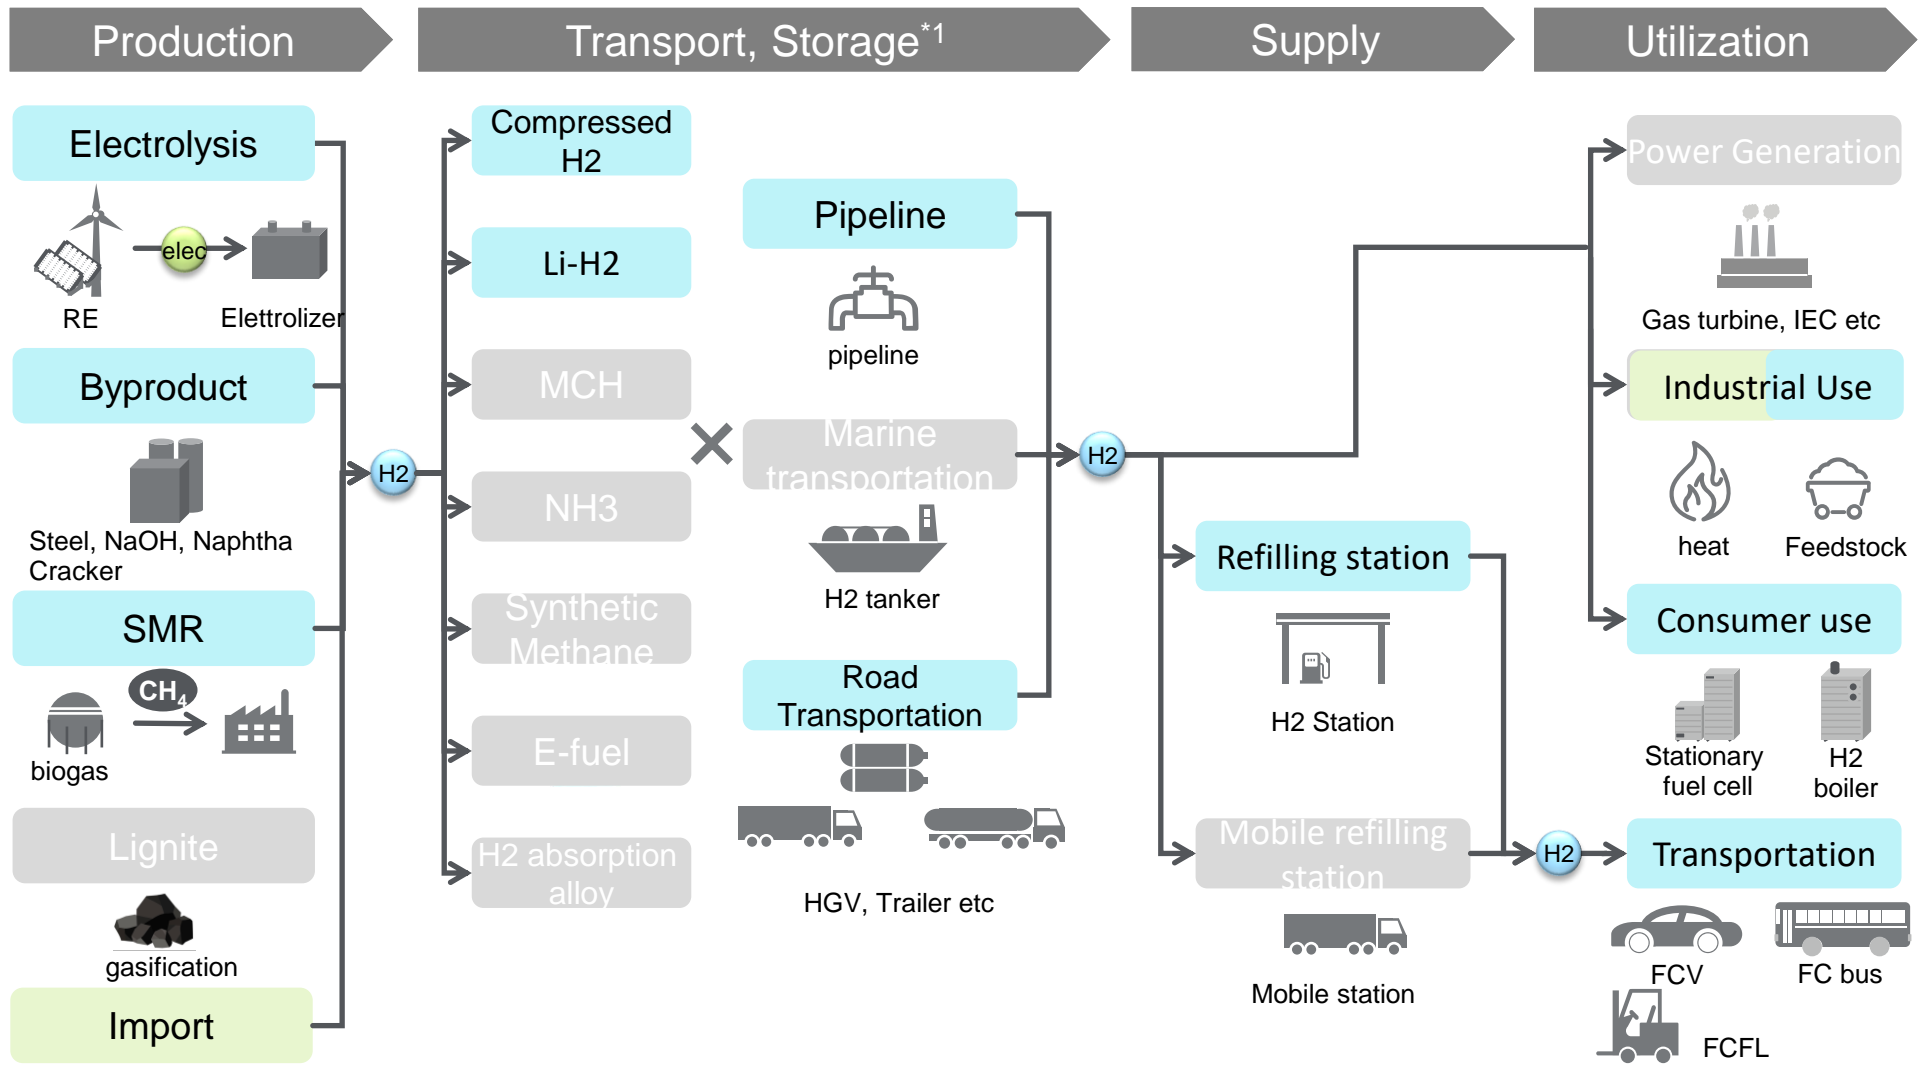 Production
Transport, Storage*1
Supply
Utilization
Electrolysis
elec
RE
Elettrolizer
Byproduct
Steel, NaOH, Naphtha
Cracker
SMR
CH4
biogas
Lignite
gasification
Import
H2
Compressed
H2
Li-H2
MCH
NH3
Synthetic
Methane
E-fuel
H2 absorption
alloy
Pipeline
pipeline
Marine
transportation
H2 tanker
Road
Transportation
HGV, Trailer etc
H2
Refilling station
H2 Station
Mobile refilling
station
Mobile station
H2
Power Generation
Gas turbine, IEC etc
Industrial Use
heat
Feedstock
Consumer use
Stationary
fuel cell
H2
boiler
Transportation
FCV
FC bus
FCFL